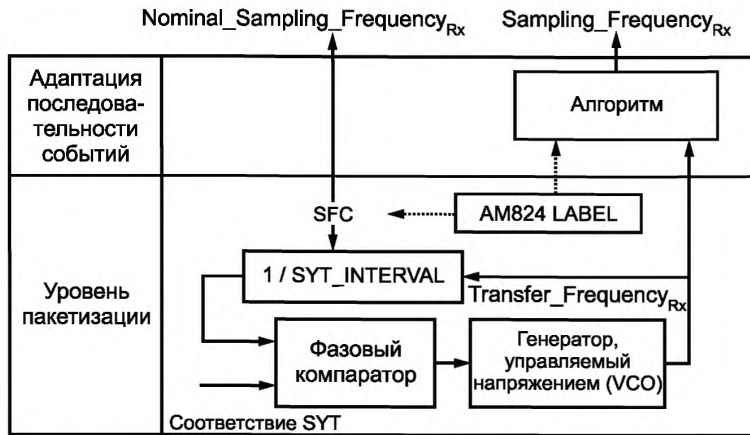 Nominal_Sampling_Frequency_Rx
Sampling_Frequency_Rx
Адаптация
последова-
тельности
событий
Алгоритм
SFC
AM824 LABEL
Уровень
пакетизации
1 / SYT_INTERVAL
Transfer_Frequency_Rx
Фазовый
компаратор
Генератор,
управляемый
напряжением (VCO)
Соответствие SYT